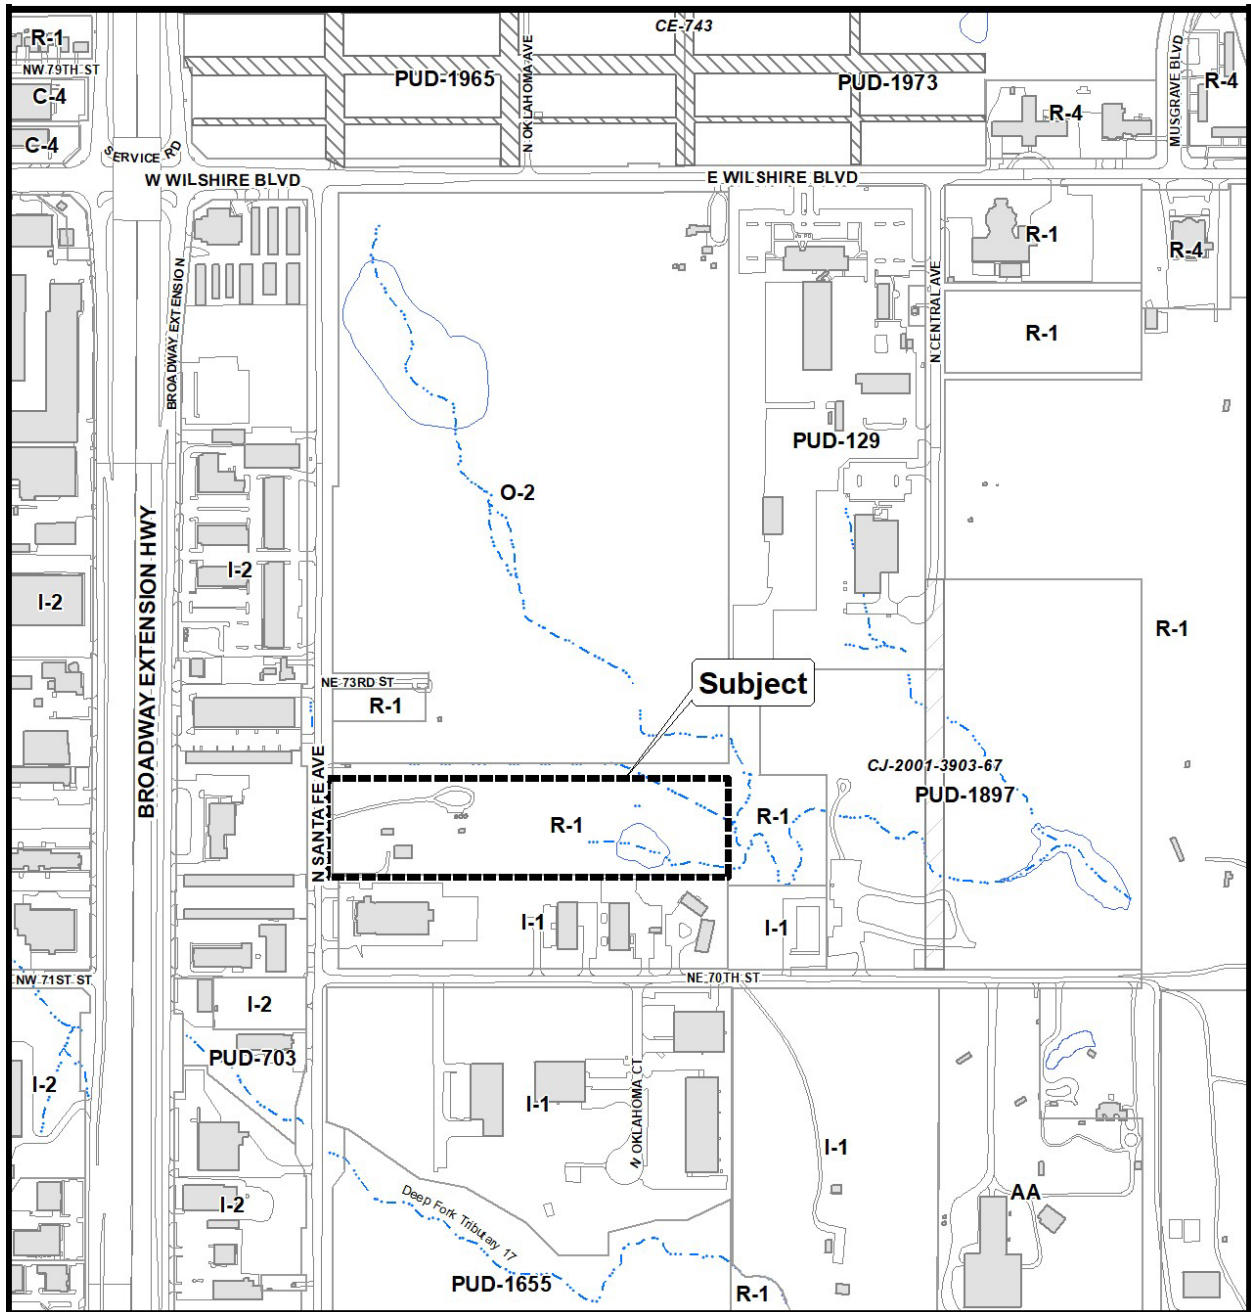 CE-743
R-1
NW 79TH ST
PUD-1965
N OKLAHOMA AVE
PUD-1973
MUSGRAVE BLVD
R-4
C-4
R-4
C-4
SERVICE RD
W WILSHIRE BLVD
E WILSHIRE BLVD
R-1
R-4
BROADWAY EXTENSION
N CENTRAL AVE
R-1
PUD-129
O-2
BROADWAY EXTENSION HWY
I-2
I-2
R-1
NE 73RD ST
Subject
R-1
N SANTA FE AVE
CJ-2001-3903-67
PUD-1897
R-1
R-1
I-1
I-1
NW 71ST ST
NE 70TH ST
I-2
PUD-703
I-2
N OKLAHOMA CT
I-1
I-1
I-2
AA
Deep Fork Tributary 17
PUD-1655
R-1